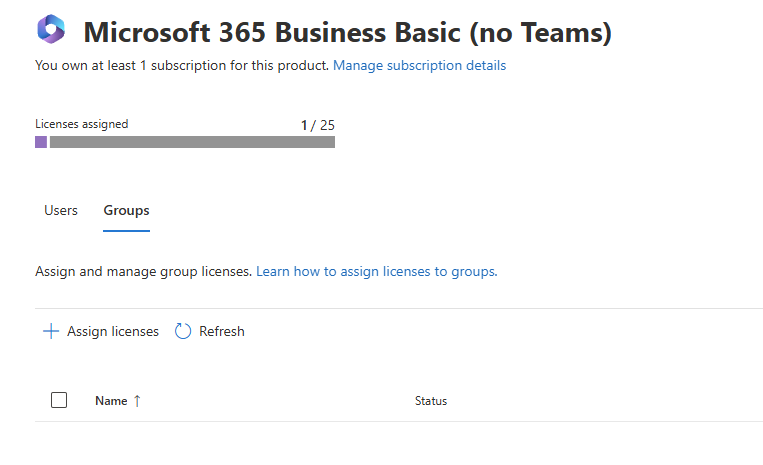 Microsoft 365 Business Basic (no Teams)
You own at least 1 subscription for this product. Manage subscription details
Licenses assigned 1 / 25
Users Groups
Assign and manage group licenses. Learn how to assign licenses to groups.
Assign licenses Refresh
Name ↑ Status